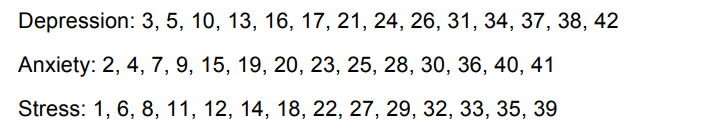 Depression: 3, 5, 10, 13, 16, 17, 21, 24, 26, 31, 34, 37, 38, 42
Anxiety: 2, 4, 7, 9, 15, 19, 20, 23, 25, 28, 30, 36, 40, 41
Stress: 1, 6, 8, 11, 12, 14, 18, 22, 27, 29, 32, 33, 35, 39